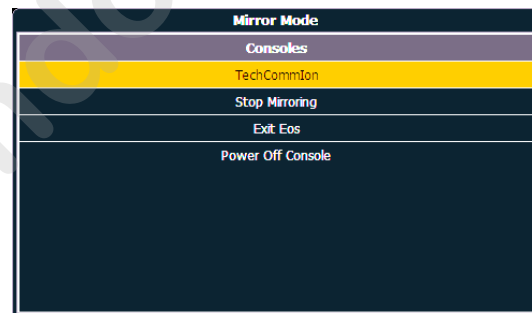 Mirror Mode
Consoles
TechCommIon
Stop Mirroring
Exit Eos
Power Off Console